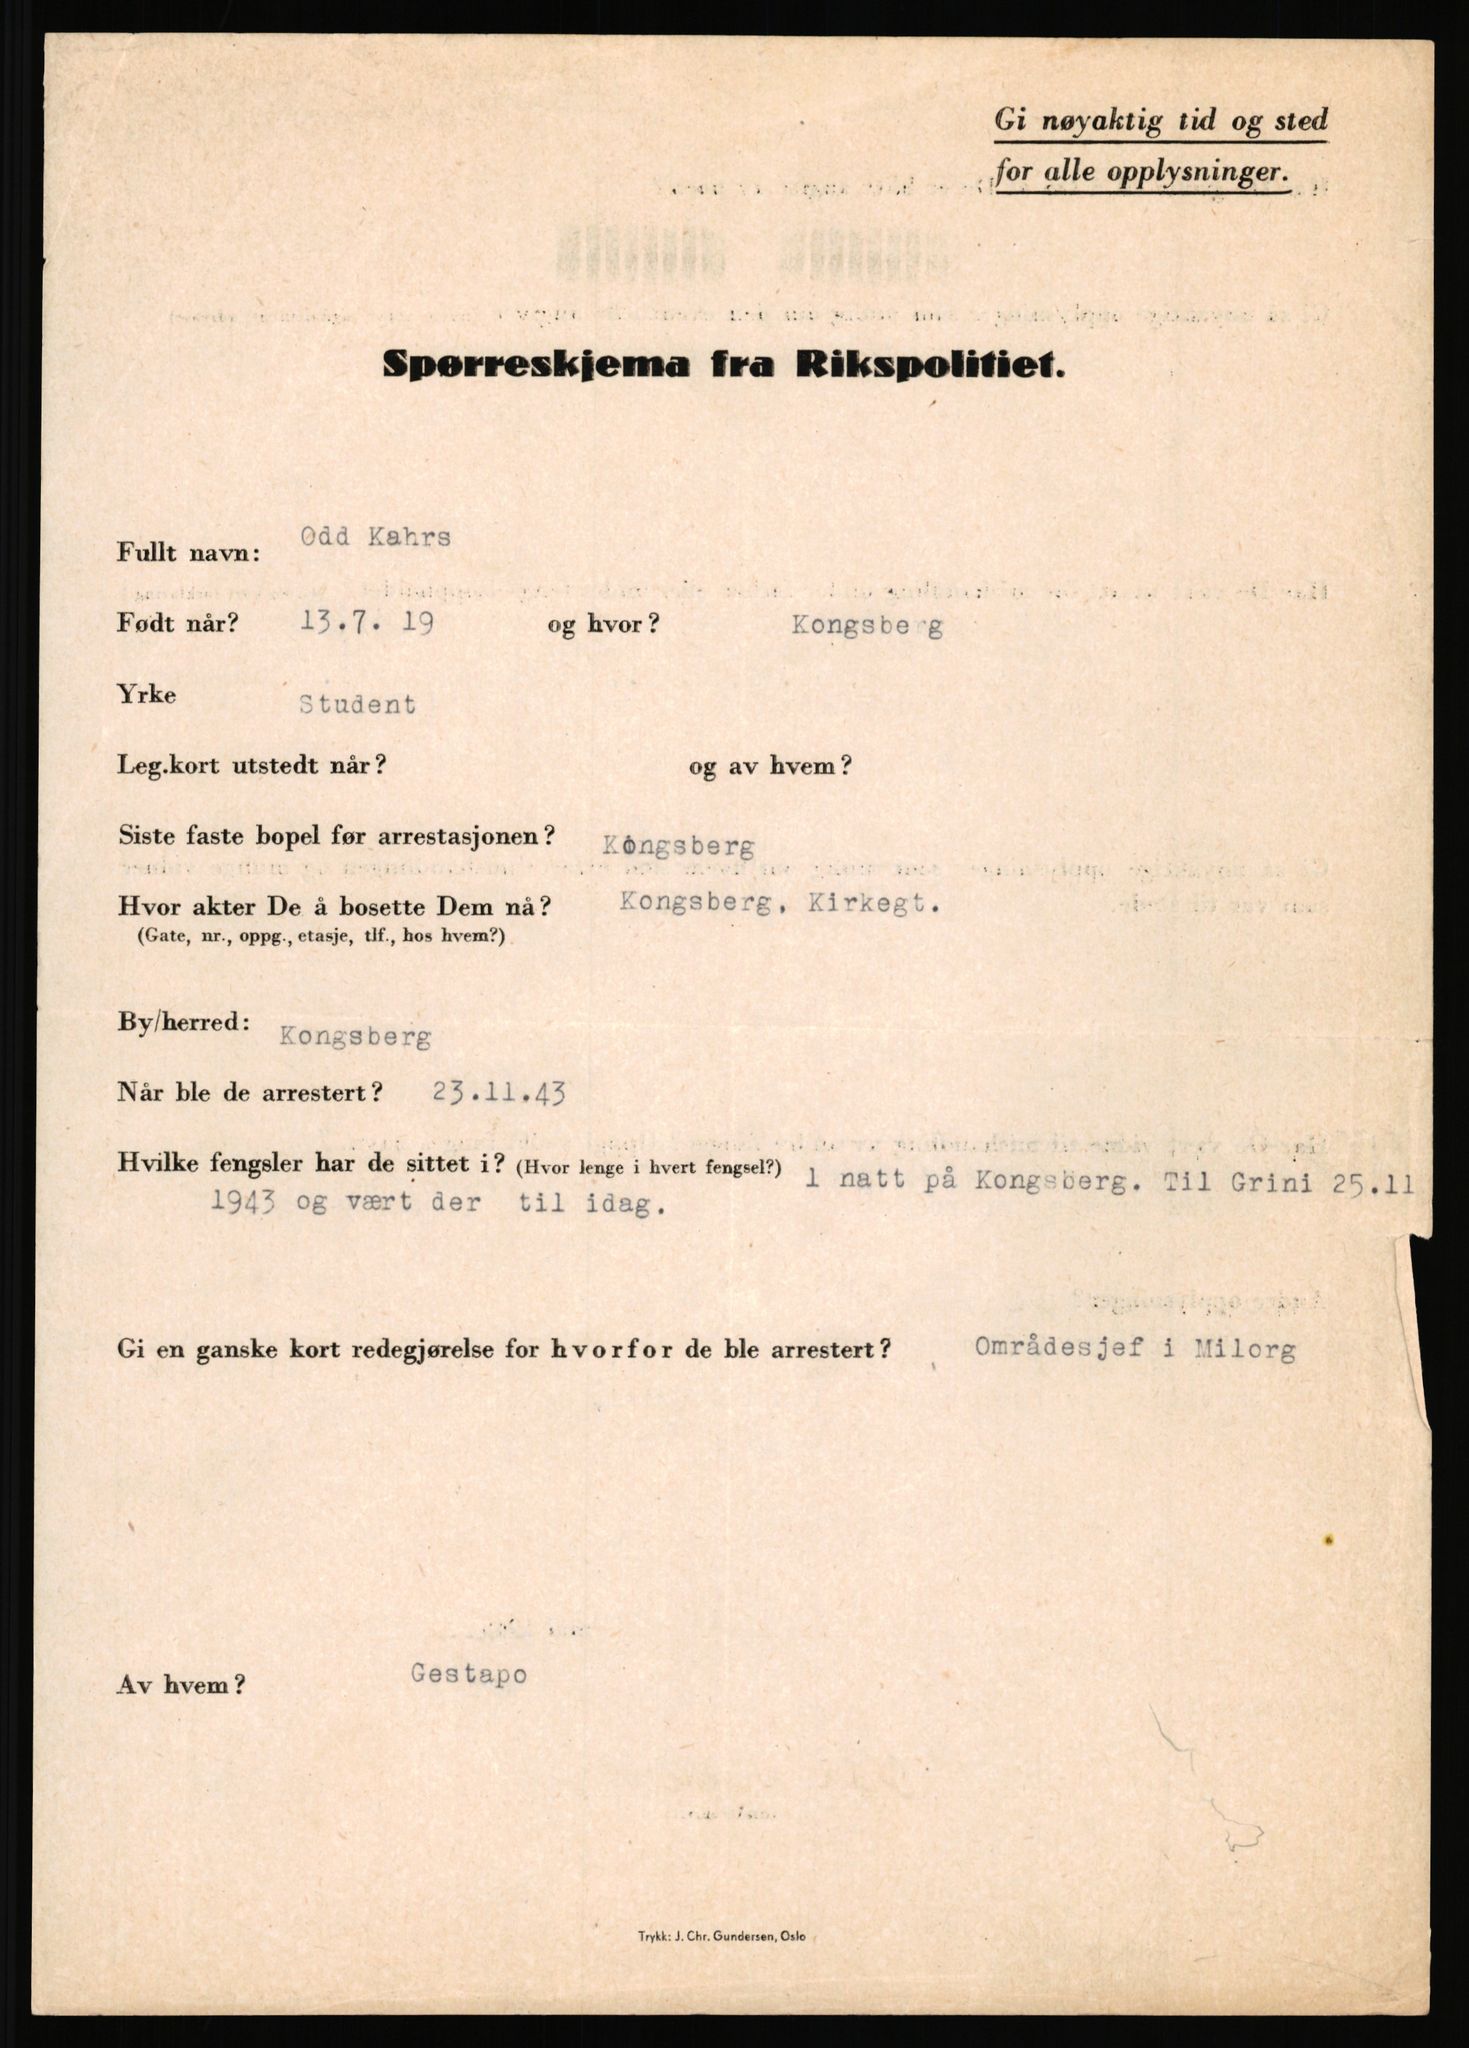 Gi nøyaktig tid og sted
for alle opplysninger.
Spørreskjema fra Rikspolitiet.
Fullt navn: Odd Kahrs
Født når? 13.7. 19 og hvor? Kongsberg
Yrke Student
Leg.kort utstedt når? og av hvem?
Siste faste bopel før arrestasjonen? Kongsberg
Hvor akter De å bosette Dem nå? Kongsberg, Kirkegt.
(Gate, nr., oppg., etasje, tlf., hos hvem?)
By/herred: Kongsberg
Når ble de arrestert? 23.11.43
Hvilke fengsler har de sittet i? (Hvor lenge i hvert fengsel?) 1 natt på Kongsberg. Til Grini 25.11
1943 og vært der til idag.
Gi en ganske kort redegjørelse for hvorfor de ble arrestert? Områdesjef i Milorg
Av hvem? Gestapo
Trykk: J. Chr. Gundersen, Oslo